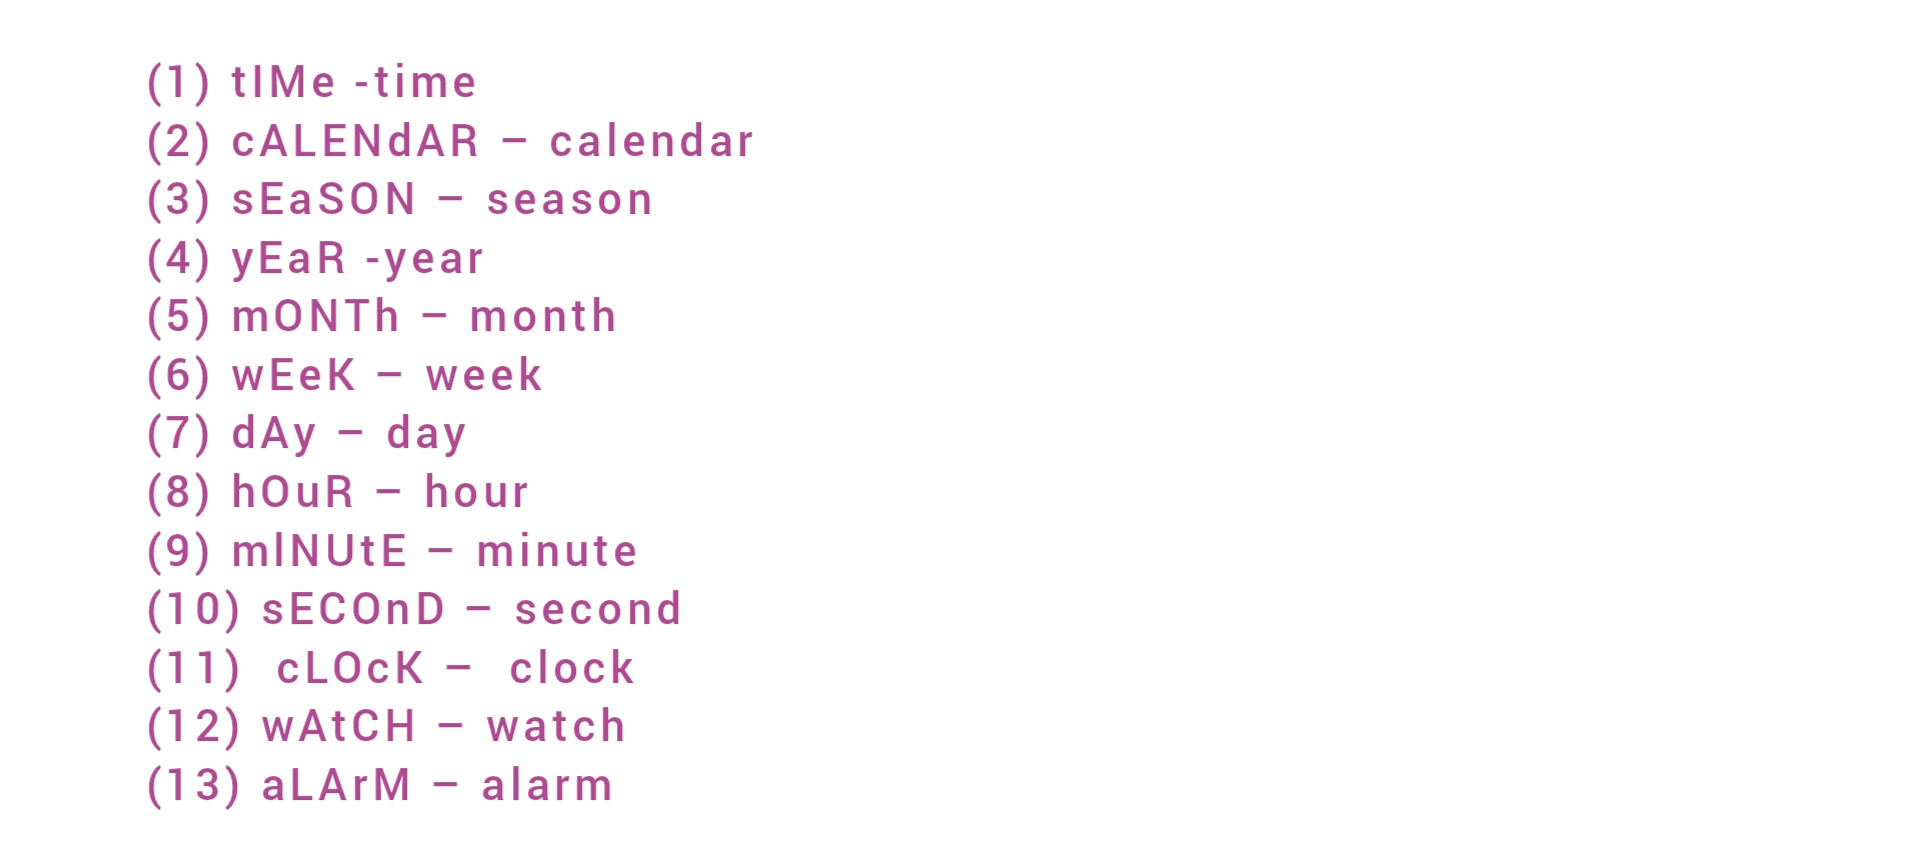 (1) tIMe -time
(2) cALENdAR – calendar
(3) sEaSON – season
(4) yEaR -year
(5) mONTh – month
(6) wEeK – week
(7) dAy – day
(8) hOuR – hour
(9) mlNUtE – minute
(10) sECOnD – second
(11)  cLOcK –  clock
(12) wAtCH – watch
(13) aLArM – alarm